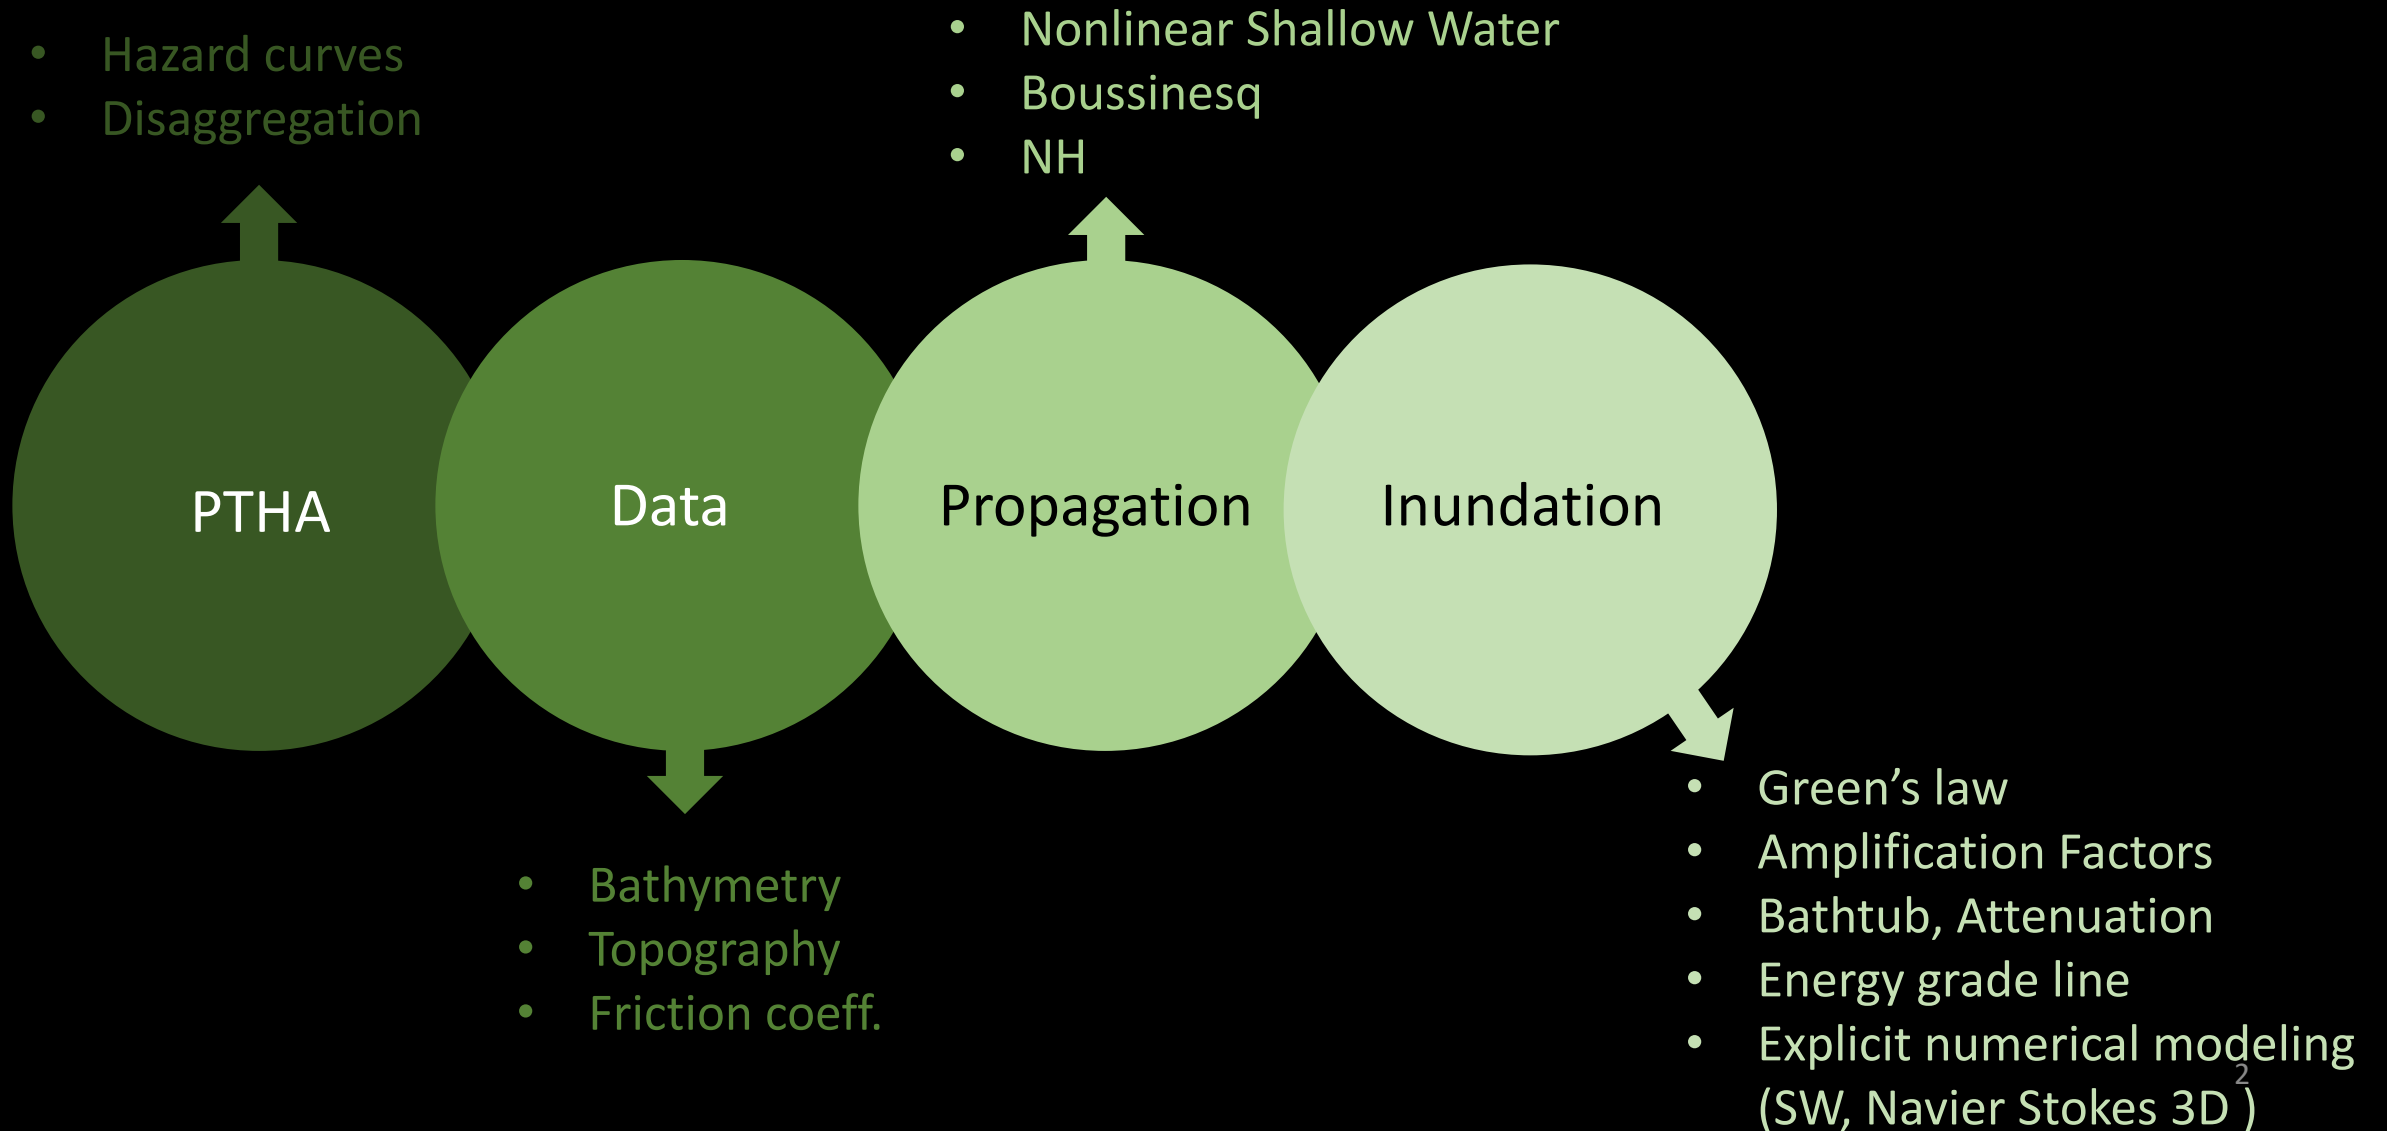 • Hazard curves
• Disaggregation
• Nonlinear Shallow Water
• Boussinesq
• NH
PTHA
Data
Propagation
Inundation
• Bathymetry
• Topography
• Friction coeff.
• Green’s law
• Amplification Factors
• Bathtub, Attenuation
• Energy grade line
• Explicit numerical modeling
(SW, Navier Stokes 3D )
2